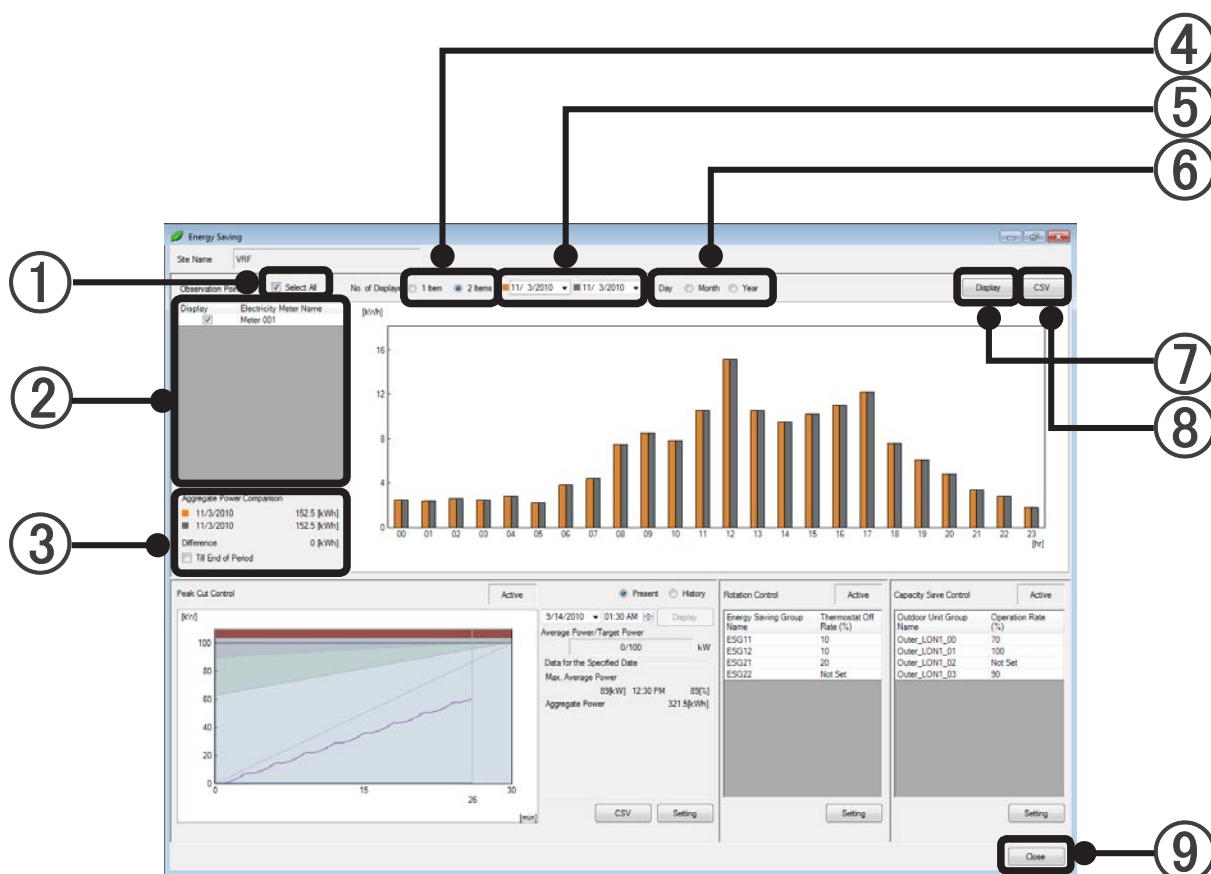 ④
⑤
⑥
Energy Saving
Site Name VRF
①
Select All No. of Displays 1 Item 2 Items 11/ 3/2010 11/ 3/2010 Day Month Year Display CSV
Display Electricity Meter Name
Meter 001
[kWh]
16
12
8
4
0
00 01 02 03 04 05 06 07 08 09 10 11 12 13 14 15 16 17 18 19 20 21 22 23
[hr]
②
⑦
⑧
Aggregate Power Comparison
11/3/2010 152.5 [kWh]
11/3/2010 152.5 [kWh]
Difference 0 [kWh]
Till End of Period
③
Peak Cut Control Active
[kW]
100
80
60
40
20
0
0 15 26 30
[min]
Present History
9/14/2010 01:30 AM Display
Average Power/Target Power
0/100 kW
Data for the Specified Date
Max. Average Power
89[kW] 12:30 PM 89[%]
Aggregate Power 321.5[kWh]
CSV Setting
Rotation Control Active
Energy Saving Group Name Thermostat Off Rate (%)
ESG11 10
ESG12 10
ESG21 20
ESG22 Not Set
Setting
Capacity Save Control Active
Outdoor Unit Group Name Operation Rate (%)
Outer_LON1_00 70
Outer_LON1_01 100
Outer_LON1_02 Not Set
Outer_LON1_03 90
Setting
Close
⑨